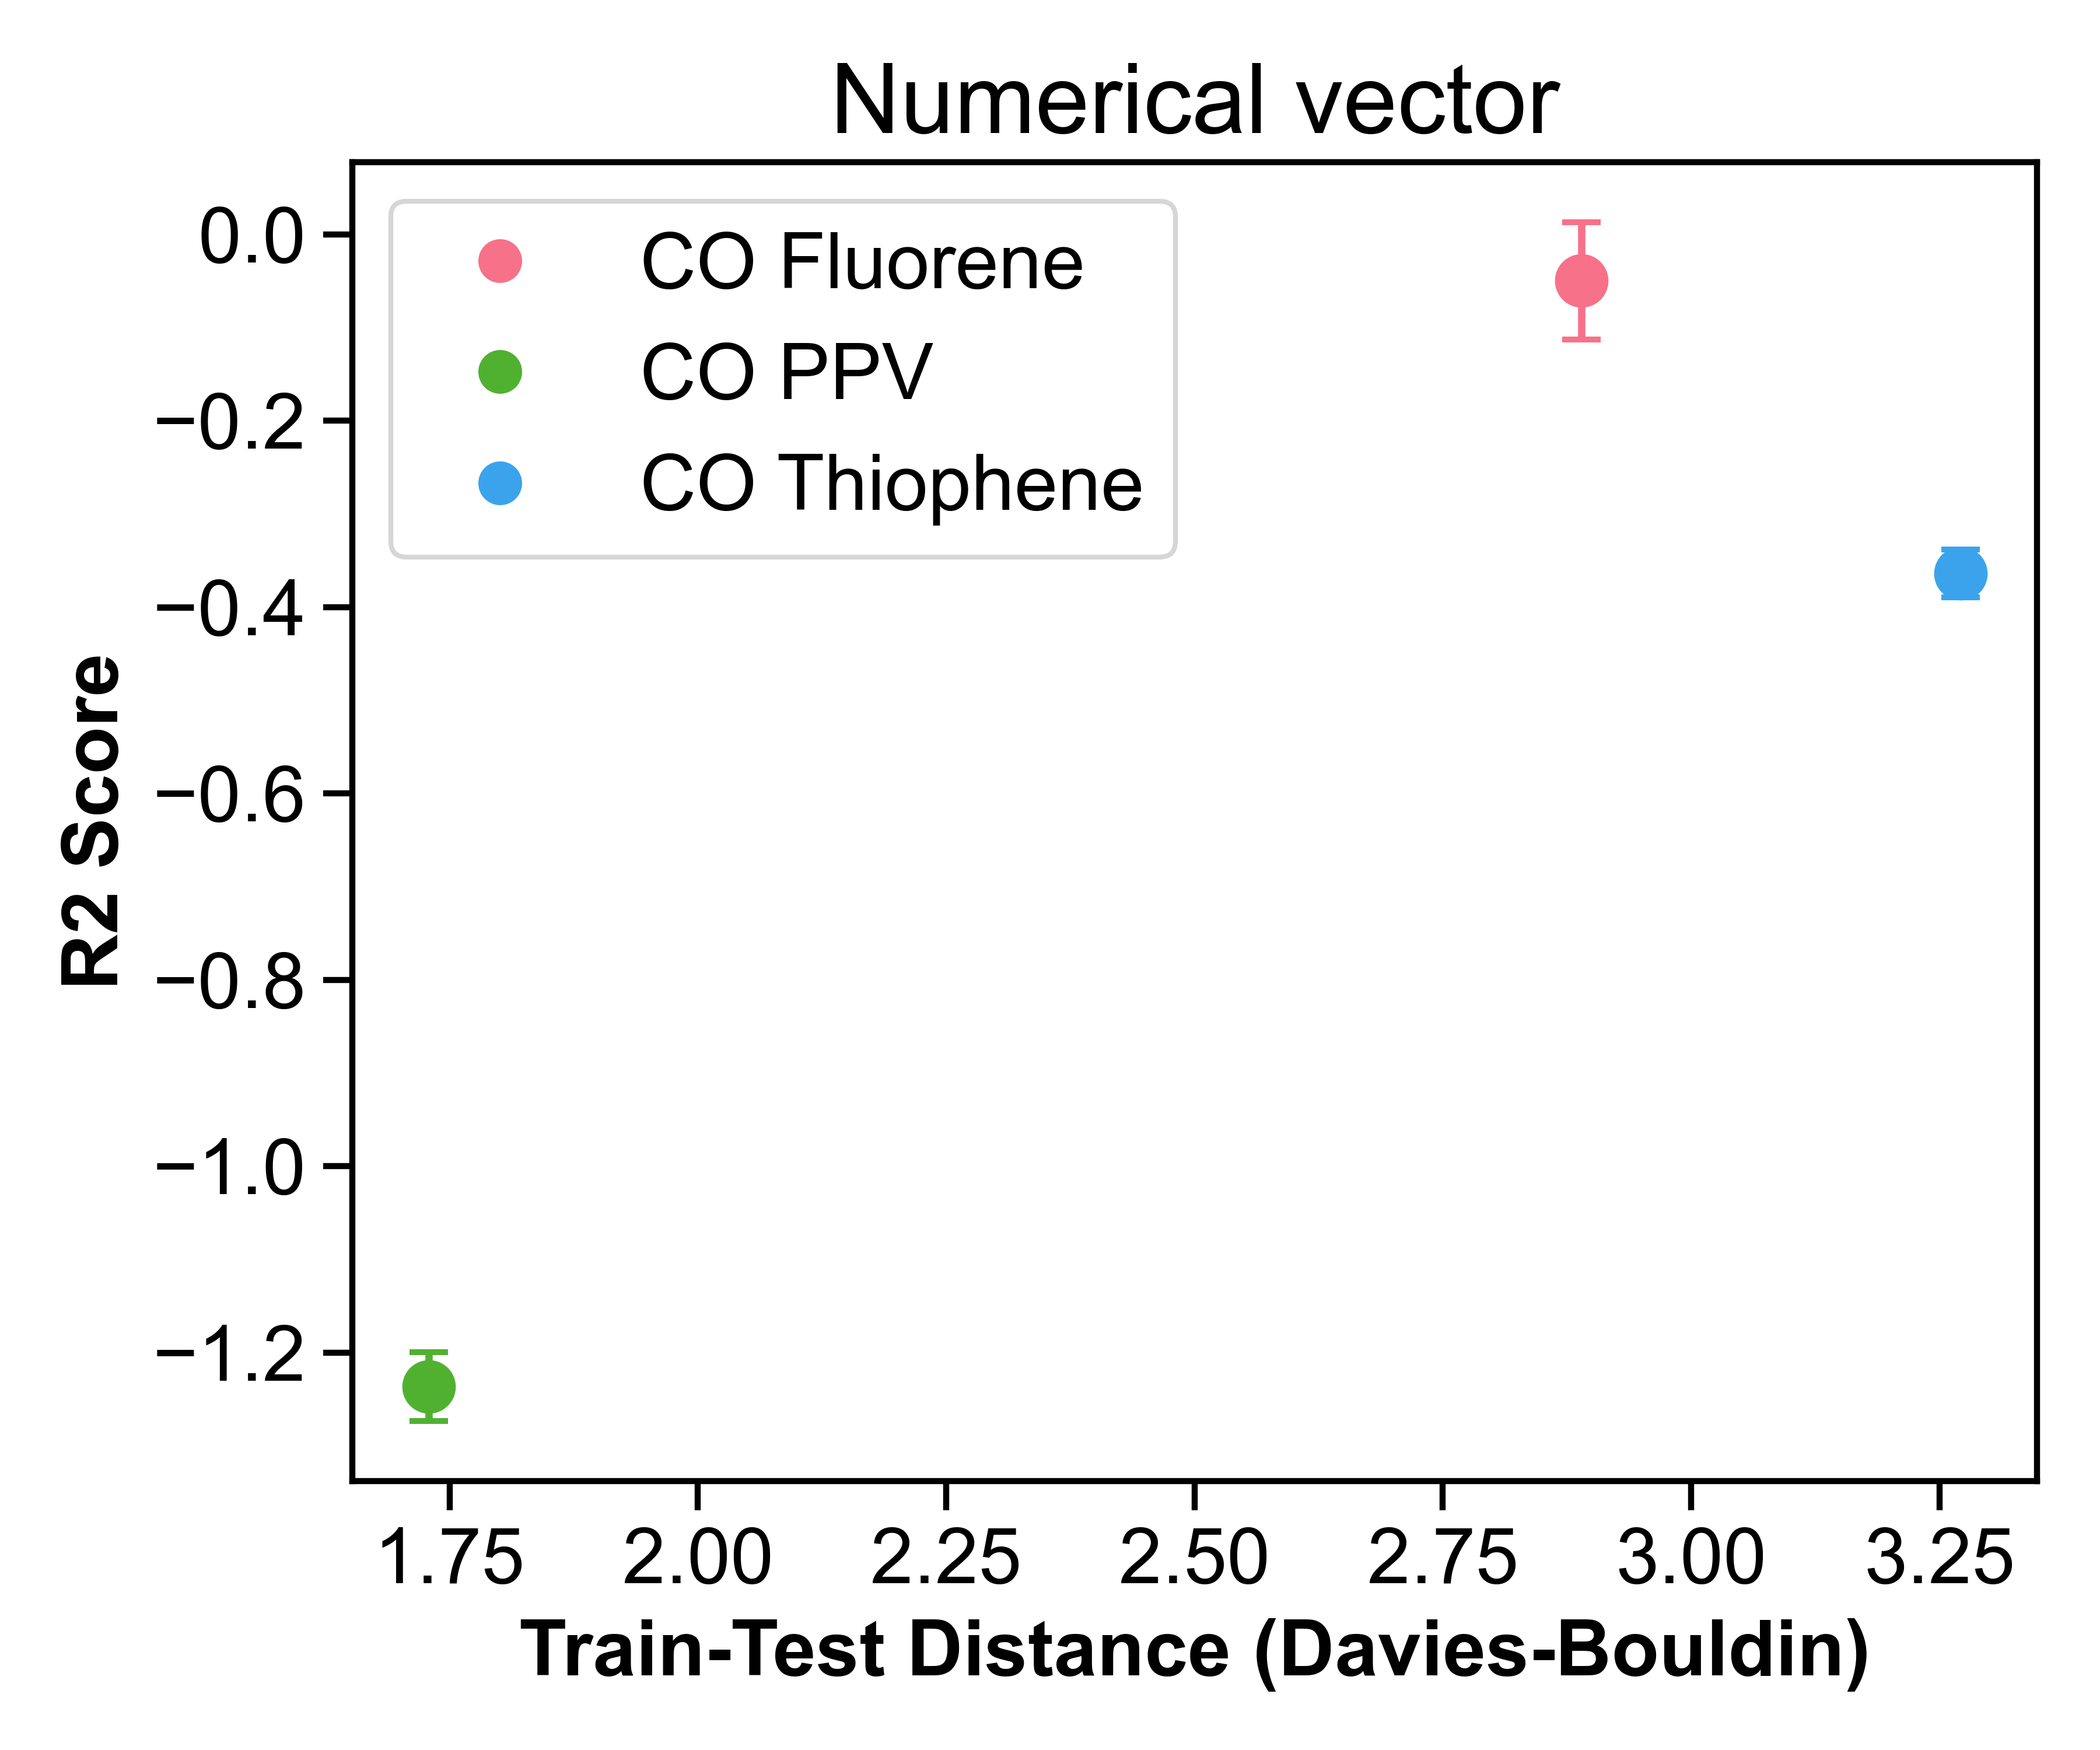 Numerical vector
CO Fluorene
CO PPV
CO Thiophene
0.0
−0.2
−0.4
−0.6
−0.8
−1.0
−1.2
R2 Score
1.75 2.00 2.25 2.50 2.75 3.00 3.25
Train-Test Distance (Davies-Bouldin)